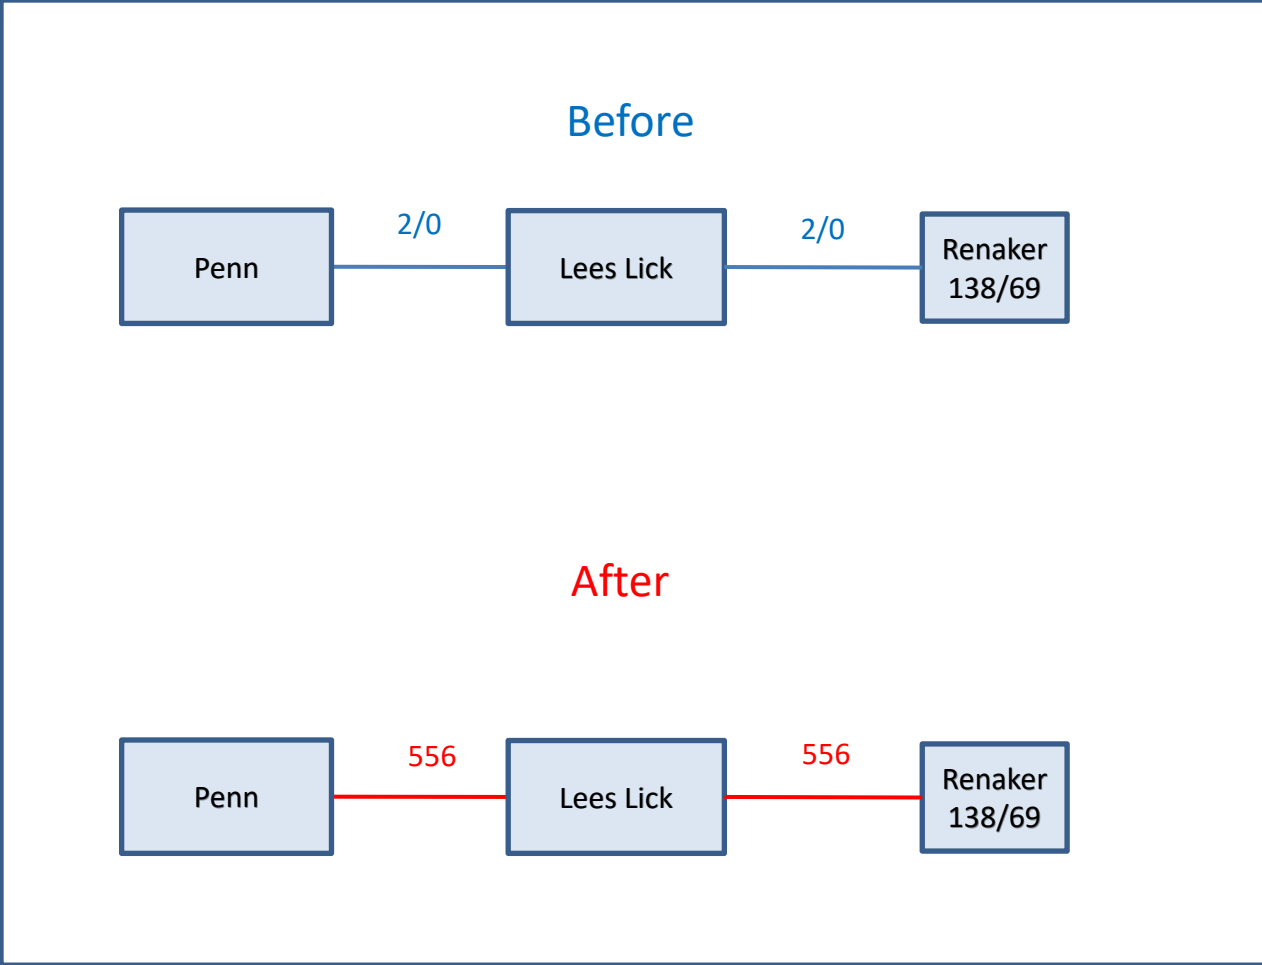 Before
2/0
2/0
Penn
Lees Lick
Renaker
138/69
After
556
556
Penn
Lees Lick
Renaker
138/69